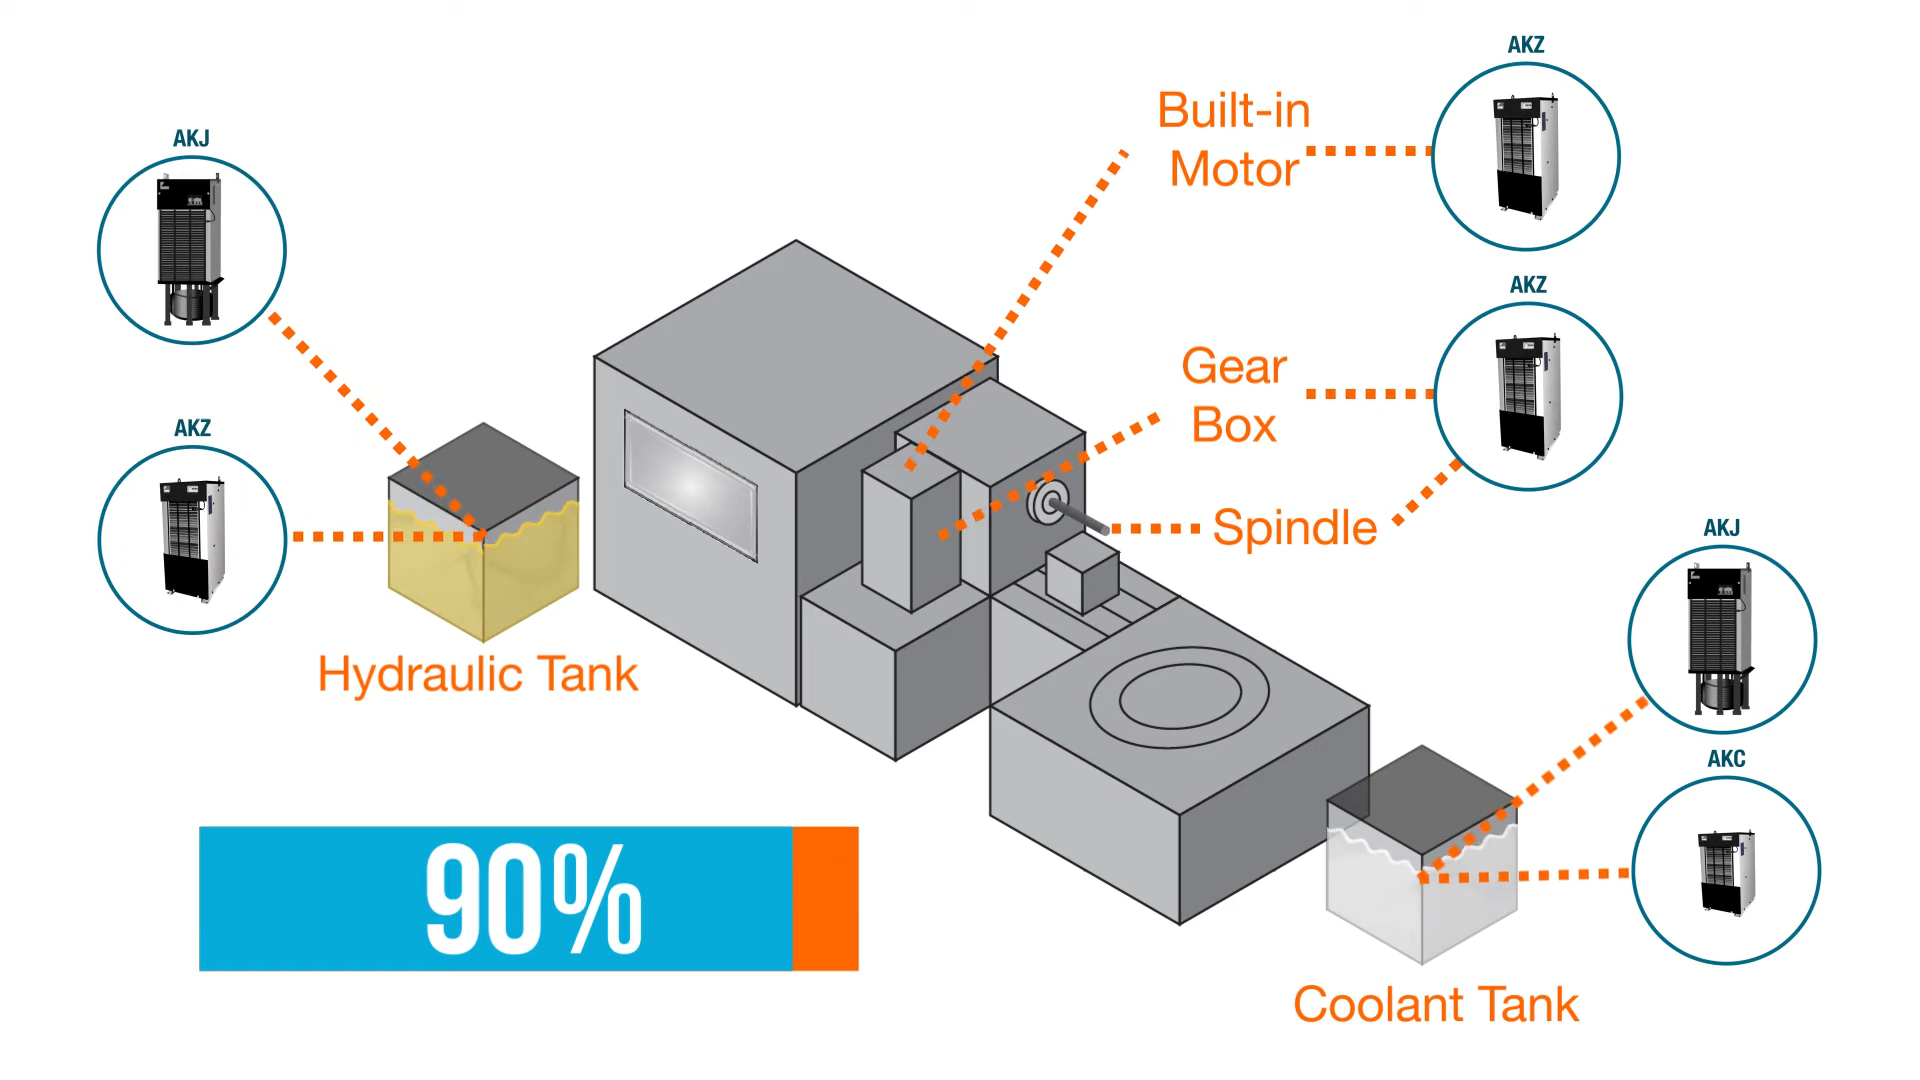 AKZ
Built-in
Motor
AKJ
AKZ
Gear
Box
AKZ
Spindle
AKJ
Hydraulic Tank
AKC
90%
Coolant Tank